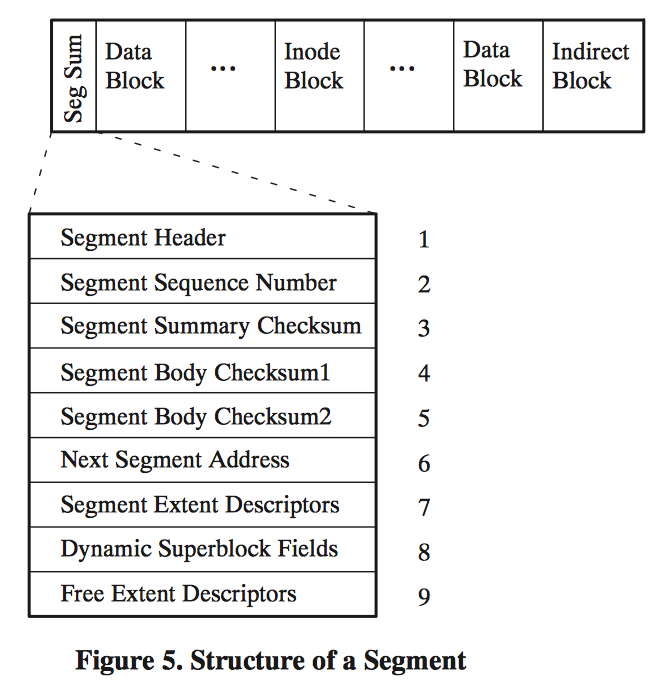 Seg Sum
Data
Block
...
Inode
Block
...
Data
Block
Indirect
Block
Segment Header 1
Segment Sequence Number 2
Segment Summary Checksum 3
Segment Body Checksum1 4
Segment Body Checksum2 5
Next Segment Address 6
Segment Extent Descriptors 7
Dynamic Superblock Fields 8
Free Extent Descriptors 9
Figure 5. Structure of a Segment